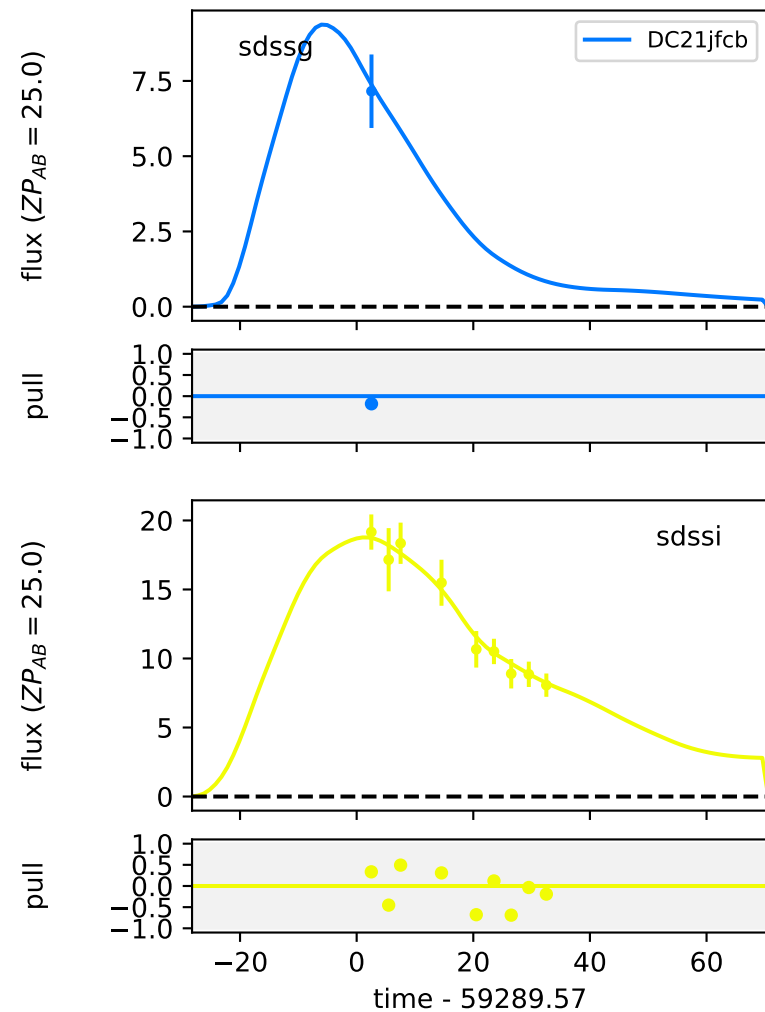 sdssg
DC21jfcb
flux (ZP_AB = 25.0)
7.5
5.0
2.5
0.0
pull
1.0
0.5
0.0
−0.5
−1.0
sdssi
flux (ZP_AB = 25.0)
20
15
10
5
0
pull
1.0
0.5
0.0
−0.5
−1.0
−20 0 20 40 60
time - 59289.57